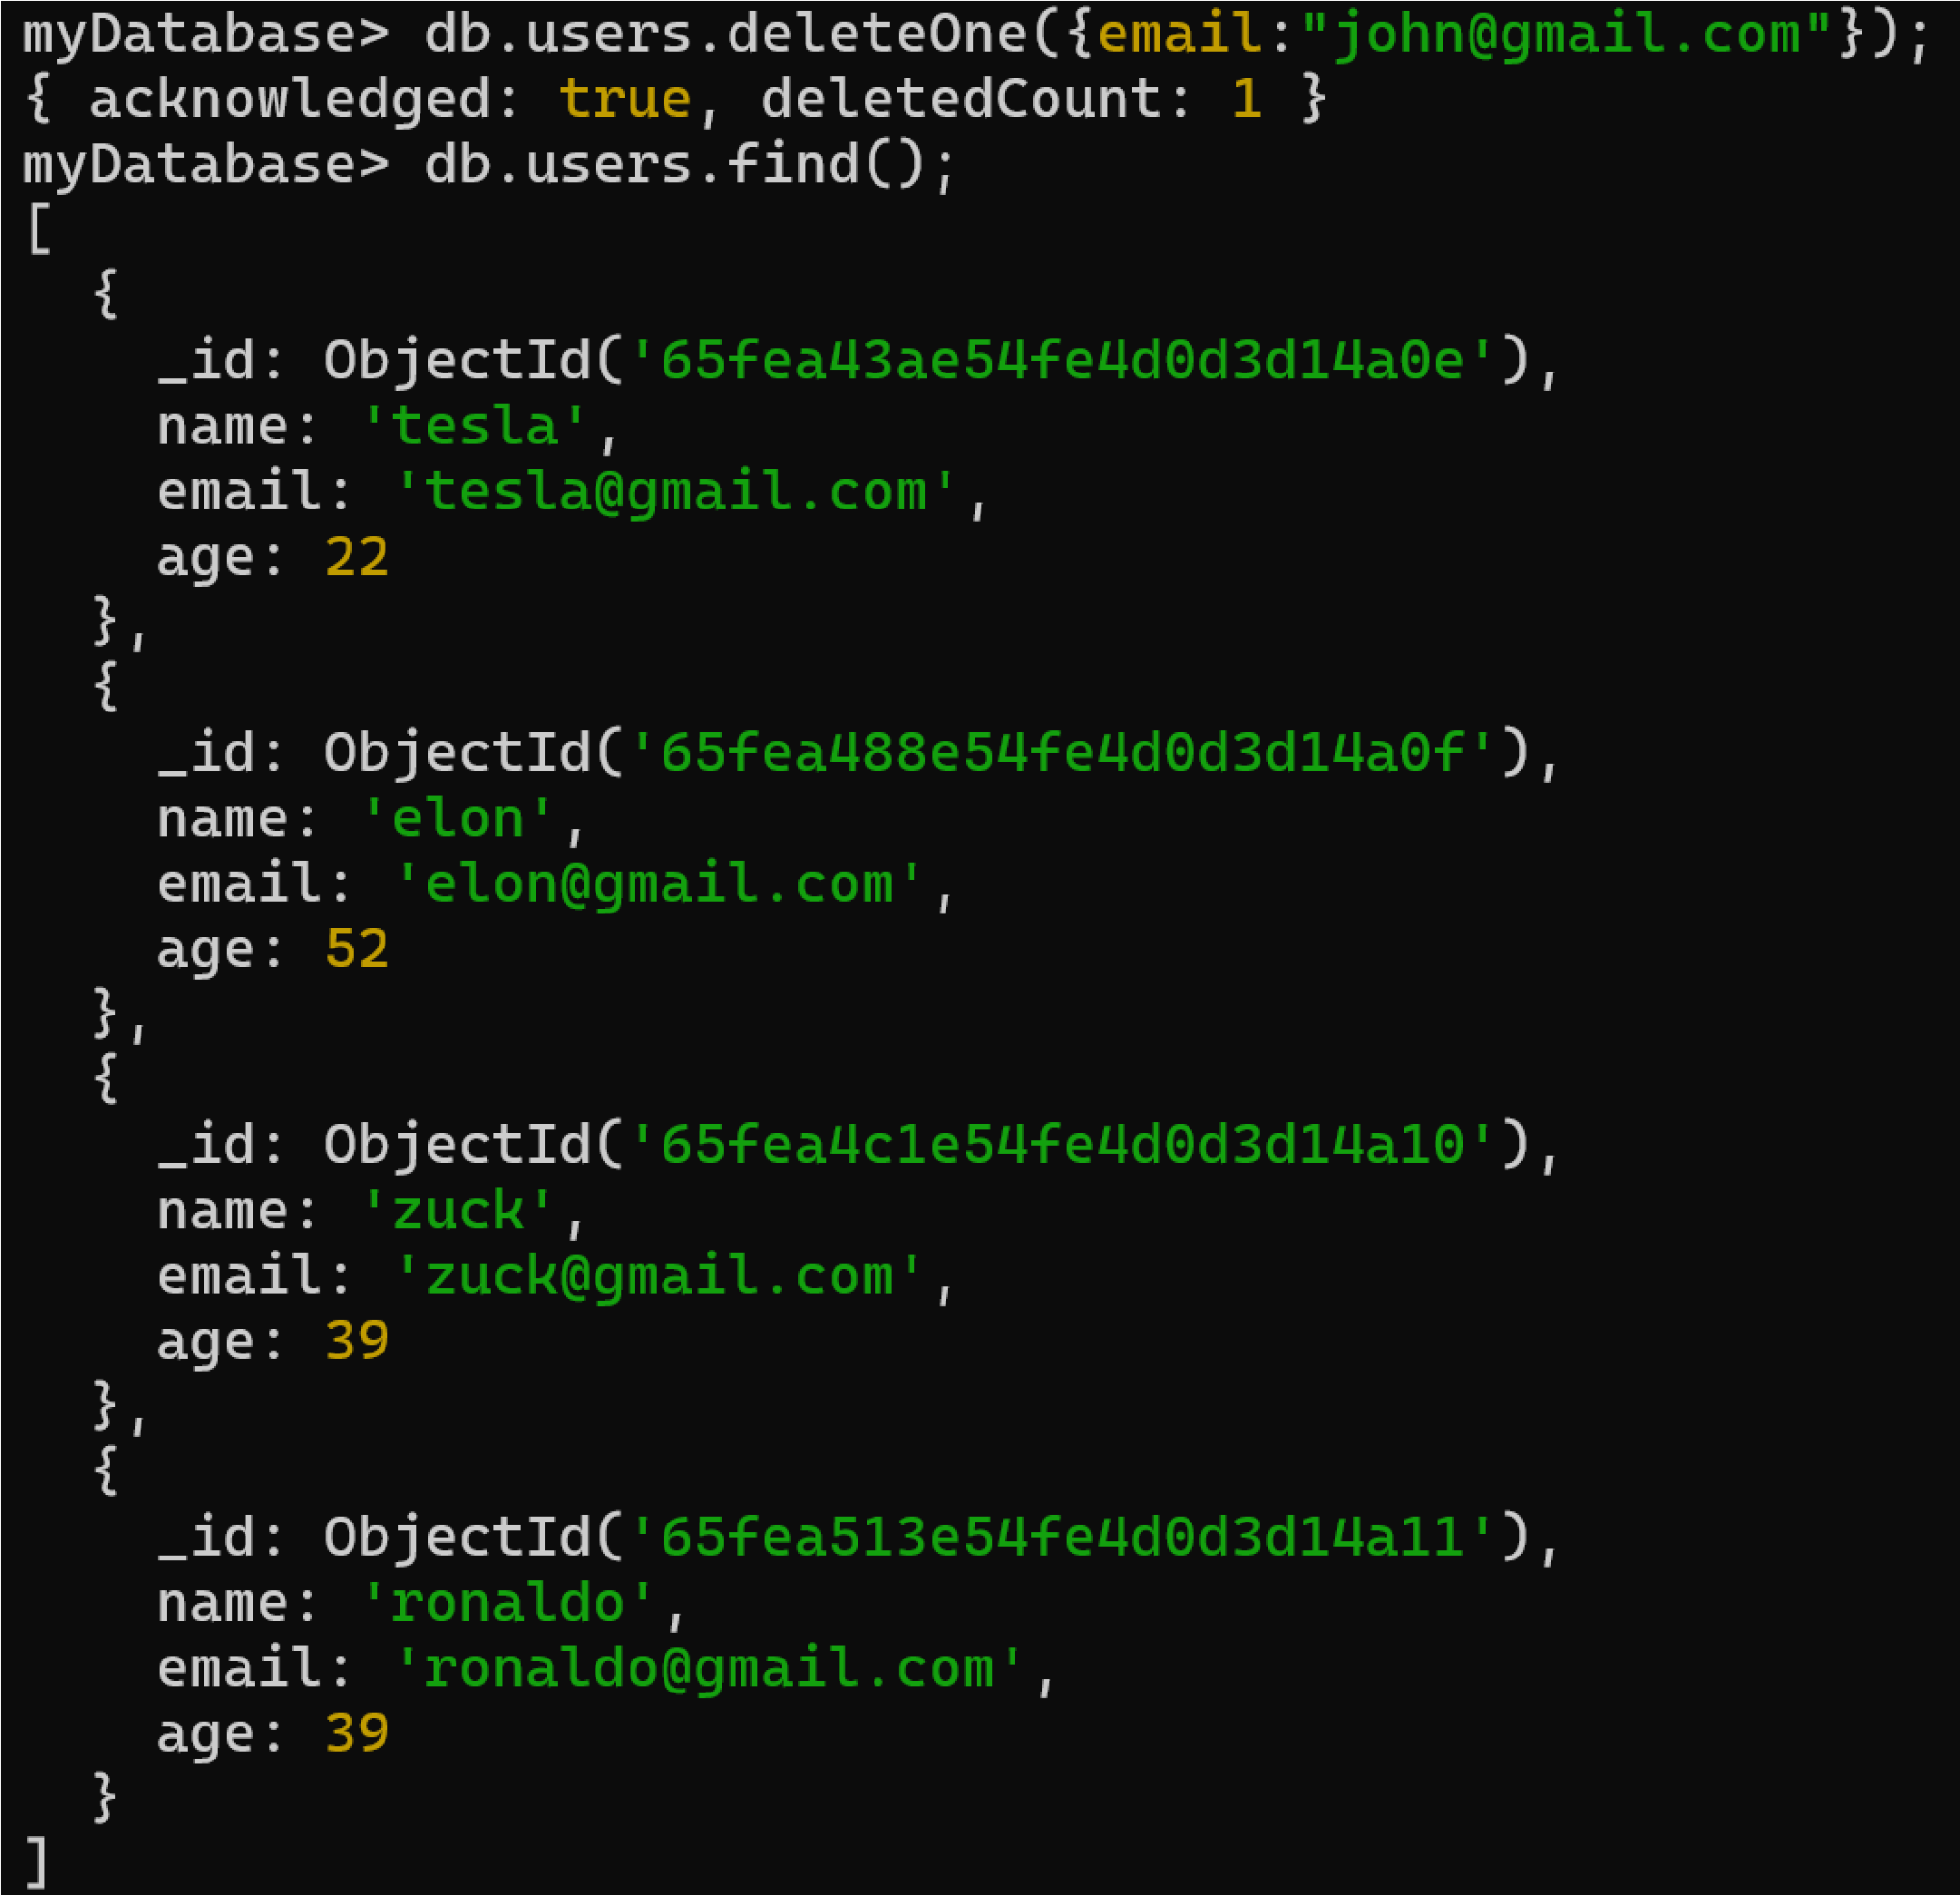 myDatabase> db.users.deleteOne({email:"john@gmail.com"});
{ acknowledged: true, deletedCount: 1 }
myDatabase> db.users.find();
[
  {
    _id: ObjectId('65fea43ae54fe4d0d3d14a0e'),
    name: 'tesla',
    email: 'tesla@gmail.com',
    age: 22
  },
  {
    _id: ObjectId('65fea488e54fe4d0d3d14a0f'),
    name: 'elon',
    email: 'elon@gmail.com',
    age: 52
  },
  {
    _id: ObjectId('65fea4c1e54fe4d0d3d14a10'),
    name: 'zuck',
    email: 'zuck@gmail.com',
    age: 39
  },
  {
    _id: ObjectId('65fea513e54fe4d0d3d14a11'),
    name: 'ronaldo',
    email: 'ronaldo@gmail.com',
    age: 39
  }
]